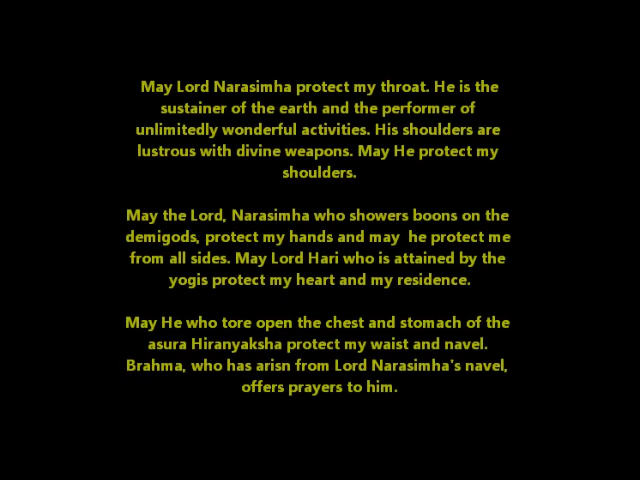 May Lord Narasimha protect my throat. He is the
sustainer of the earth and the performer of
unlimitedly wonderful activities. His shoulders are
lustrous with divine weapons. May He protect my
shoulders.
May the Lord, Narasimha who showers boons on the
demigods, protect my hands and may  he protect me
from all sides. May Lord Hari who is attained by the
yogis protect my heart and my residence.
May He who tore open the chest and stomach of the
asura Hiranyaksha protect my waist and navel.
Brahma, who has arisn from Lord Narasimha's navel,
offers prayers to him.